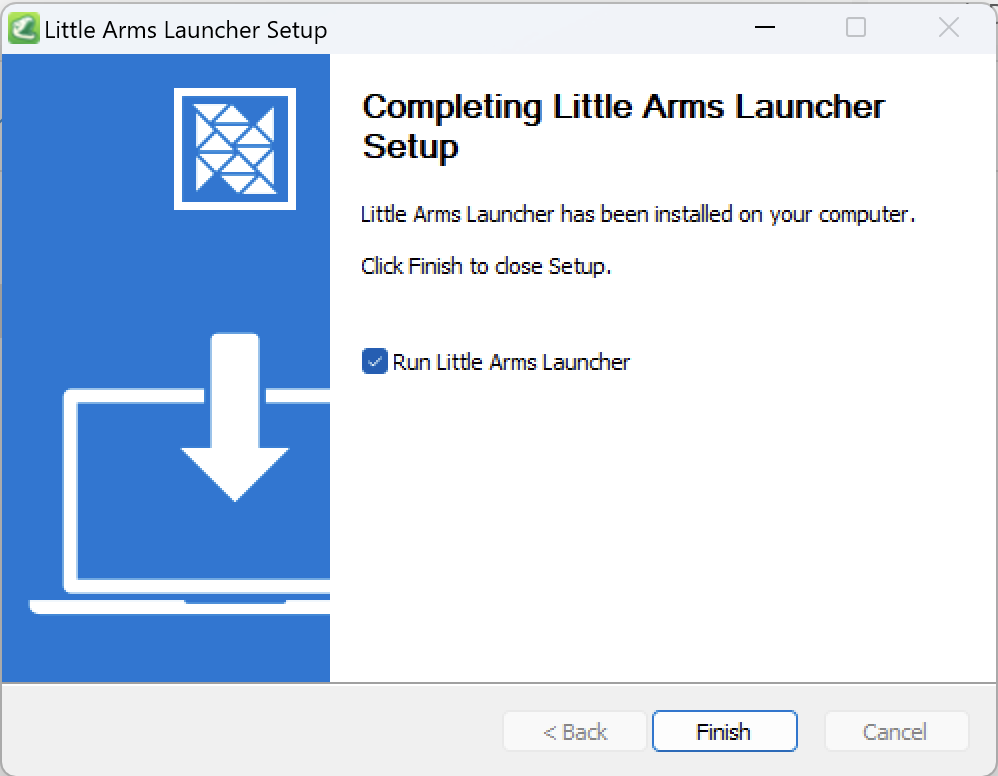 Little Arms Launcher Setup
Completing Little Arms Launcher
Setup
Little Arms Launcher has been installed on your computer.
Click Finish to close Setup.
Run Little Arms Launcher
< Back
Finish
Cancel